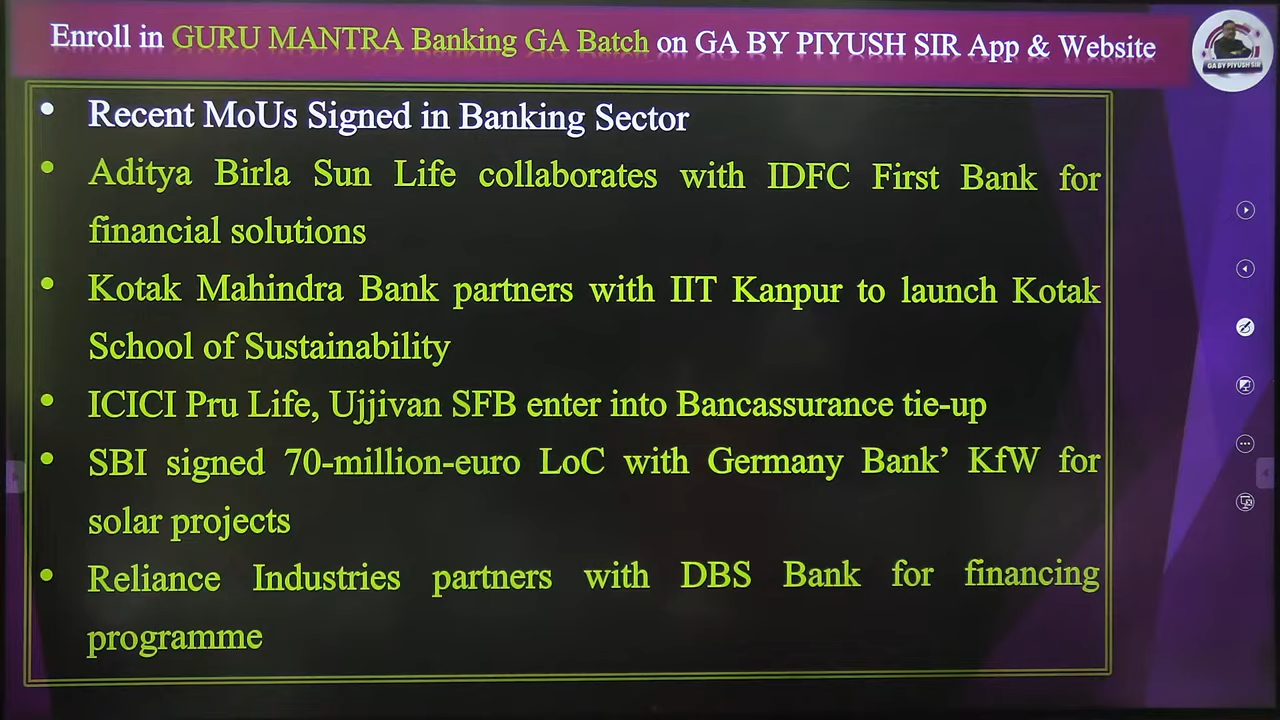 Enroll in GURU MANTRA Banking GA Batch on GA BY PIYUSH SIR App & Website
GA BY PIYUSH SIR
• Recent MoUs Signed in Banking Sector
• Aditya Birla Sun Life collaborates with IDFC First Bank for
financial solutions
• Kotak Mahindra Bank partners with IIT Kanpur to launch Kotak
School of Sustainability
• ICICI Pru Life, Ujjivan SFB enter into Bancassurance tie-up
• SBI signed 70-million-euro LoC with Germany Bank’ KfW for
solar projects
• Reliance Industries partners with DBS Bank for financing
programme